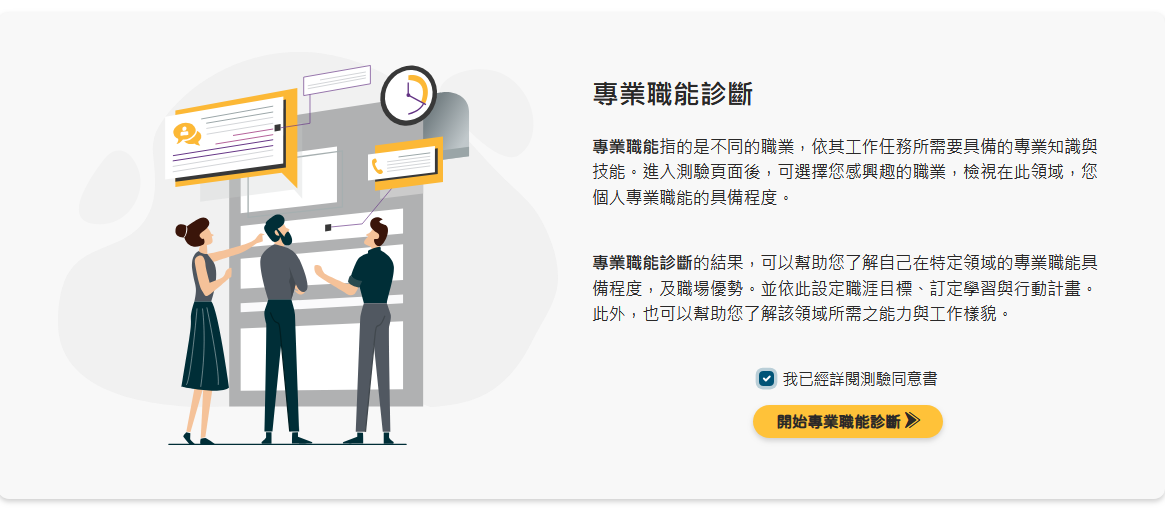 專業職能診斷
專業職能指的是不同的職業，依其工作任務所需要具備的專業知識與
技能。進入測驗頁面後，可選擇您感興趣的職業，檢視在此領域，您
個人專業職能的具備程度。
專業職能診斷的結果，可以幫助您了解自己在特定領域的專業職能具
備程度，及職場優勢。並依此設定職涯目標、訂定學習與行動計畫。
此外，也可以幫助您了解該領域所需之能力與工作樣貌。
我已經詳閱測驗同意書
開始專業職能診斷